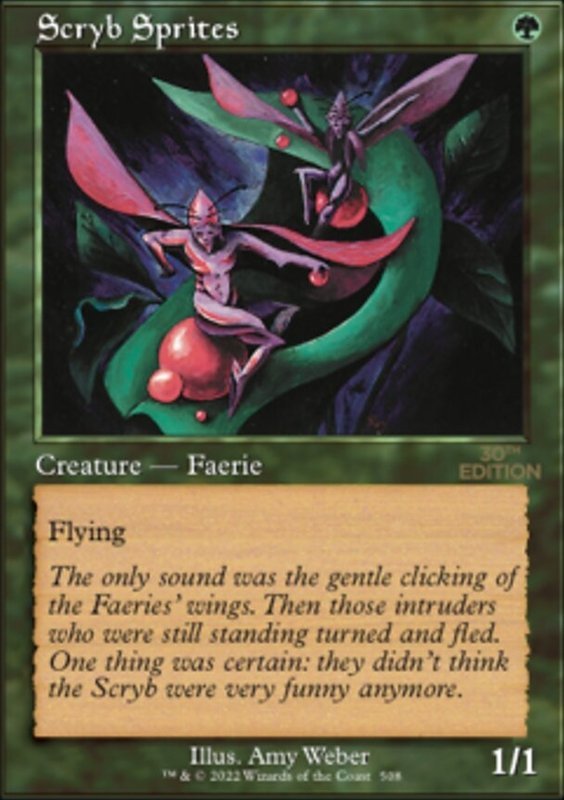 Scryb Sprites
30TH
EDITION
Creature — Faerie
Flying
The only sound was the gentle clicking of
the Faeries' wings. Then those intruders
who were still standing turned and fled.
One thing was certain: they didn't think
the Scryb were very funny anymore.
Illus. Amy Weber
™ & © 2022 Wizards of the Coast 508
1/1